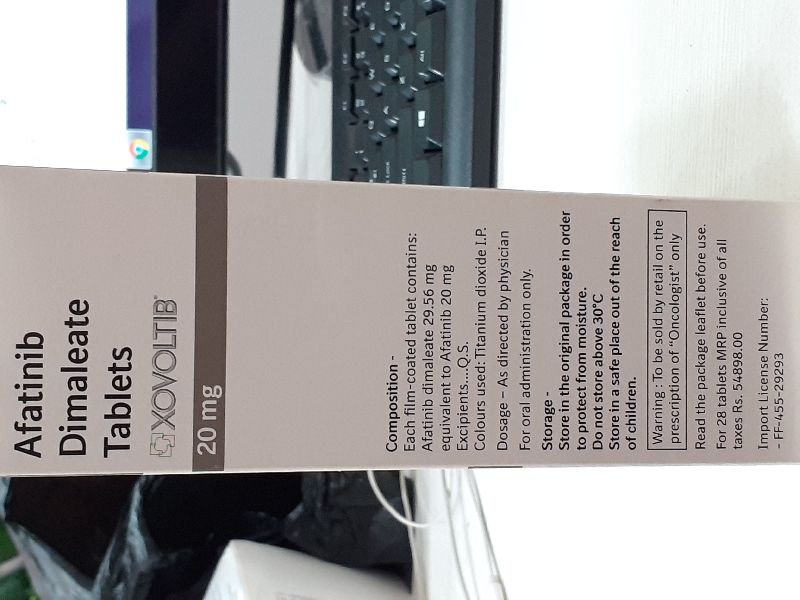 Afatinib
Dimaleate
Tablets
XOVOLTIB®
20 mg
Composition -
Each film-coated tablet contains:
Afatinib dimaleate 29.56 mg
equivalent to Afatinib 20 mg
Excipients...Q.S.
Colours used: Titanium dioxide I.P.
Dosage – As directed by physician
For oral administration only.
Storage -
Store in the original package in order
to protect from moisture.
Do not store above 30°C
Store in a safe place out of the reach
of children.
Warning : To be sold by retail on the
prescription of "Oncologist" only
Read the package leaflet before use.
For 28 tablets MRP inclusive of all
taxes Rs. 54898.00
Import License Number:
- FF-455-29293